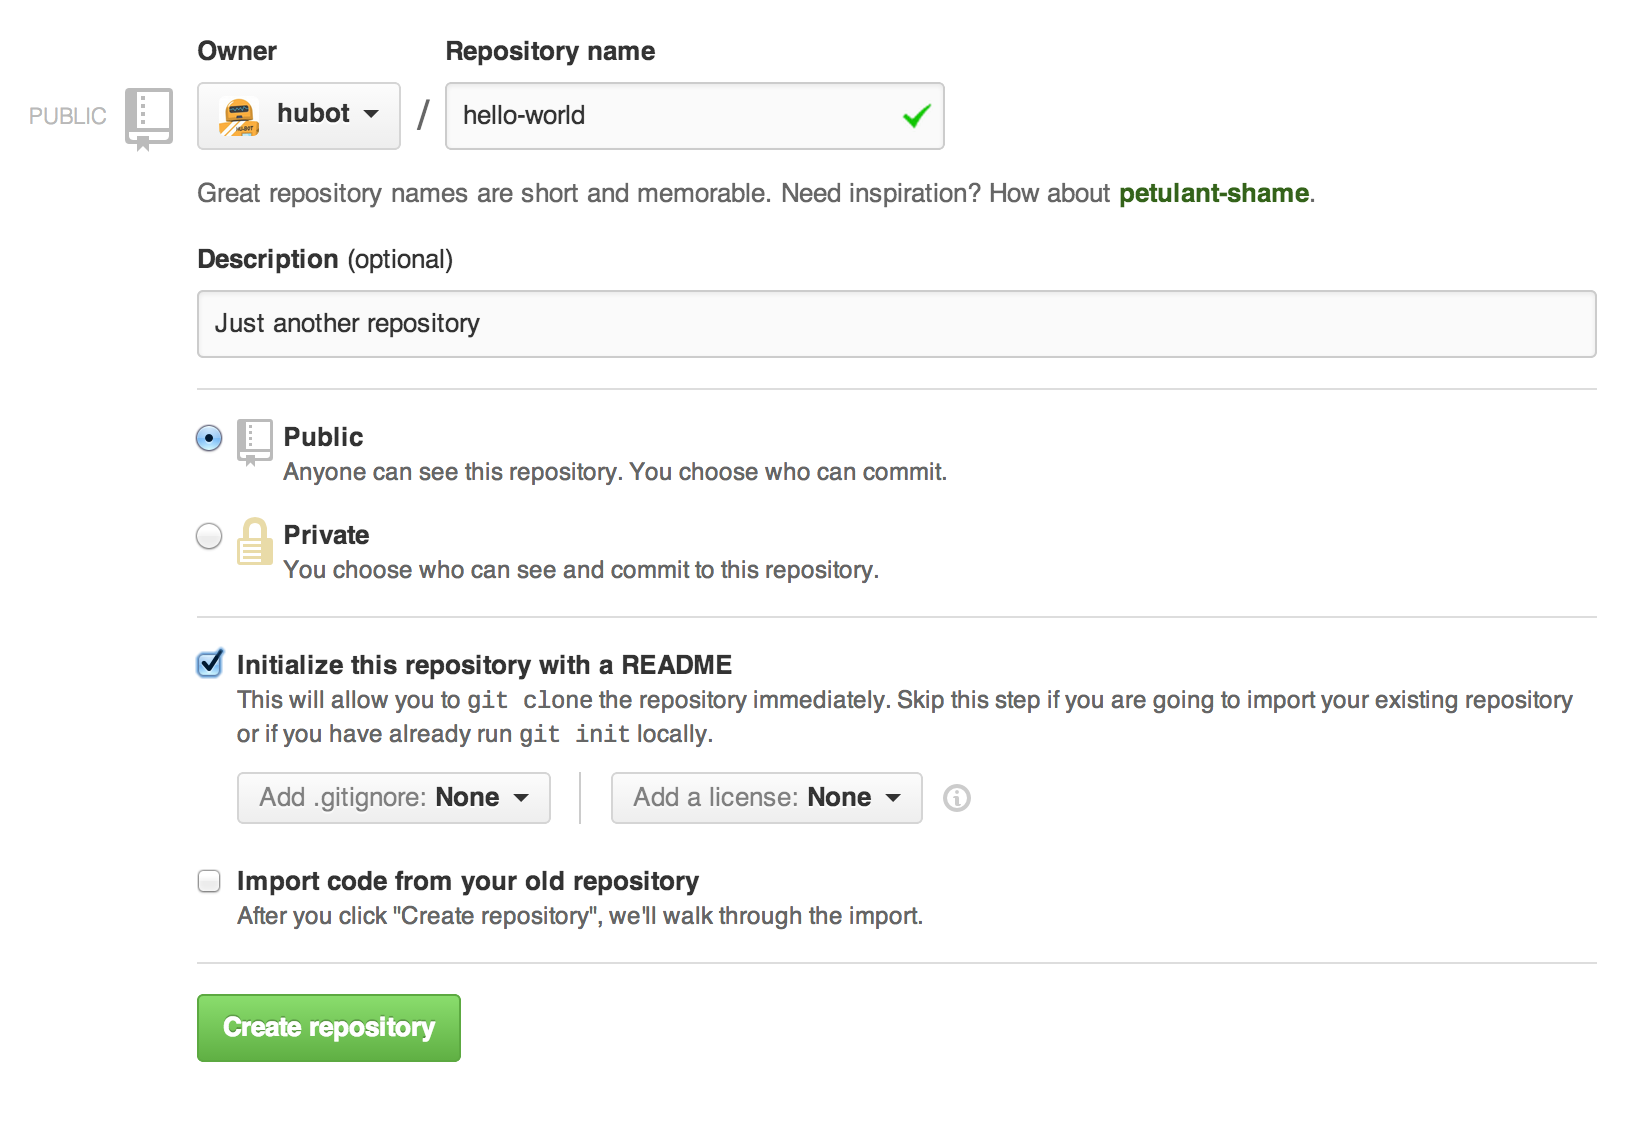 Owner Repository name
PUBLIC hubot / hello-world
Great repository names are short and memorable. Need inspiration? How about petulant-shame.
Description (optional)
Just another repository
Public
Anyone can see this repository. You choose who can commit.
Private
You choose who can see and commit to this repository.
Initialize this repository with a README
This will allow you to git clone the repository immediately. Skip this step if you are going to import your existing repository
or if you have already run git init locally.
Add .gitignore: None Add a license: None
Import code from your old repository
After you click "Create repository", we'll walk through the import.
Create repository